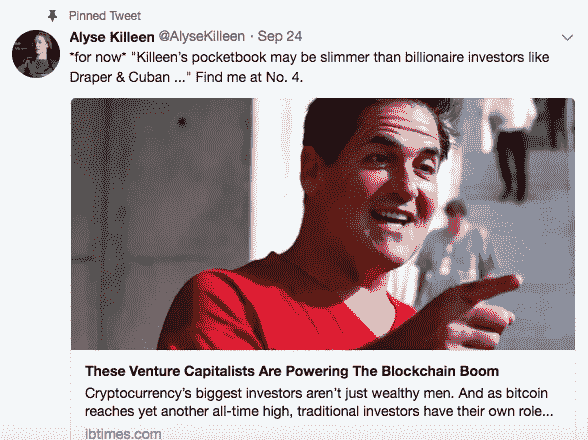 Pinned Tweet
Alyse Killeen @AlyseKilleen · Sep 24
*for now* "Killeen's pocketbook may be slimmer than billionaire investors like
Draper & Cuban ..." Find me at No. 4.
These Venture Capitalists Are Powering The Blockchain Boom
Cryptocurrency's biggest investors aren't just wealthy men. And as bitcoin
reaches yet another all-time high, traditional investors have their own role...
ibtimes.com